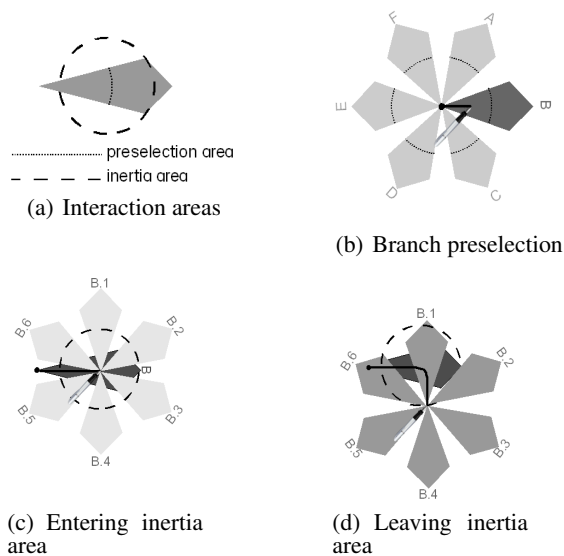 preselection area
inertia area
(a) Interaction areas
F
A
E
B
D
C
(b) Branch preselection
B.1
B.6
B.2
B
B.5
B.3
B.4
(c) Entering inertia
area
B.1
B.6
B.2
B.5
B.3
B.4
(d) Leaving inertia
area